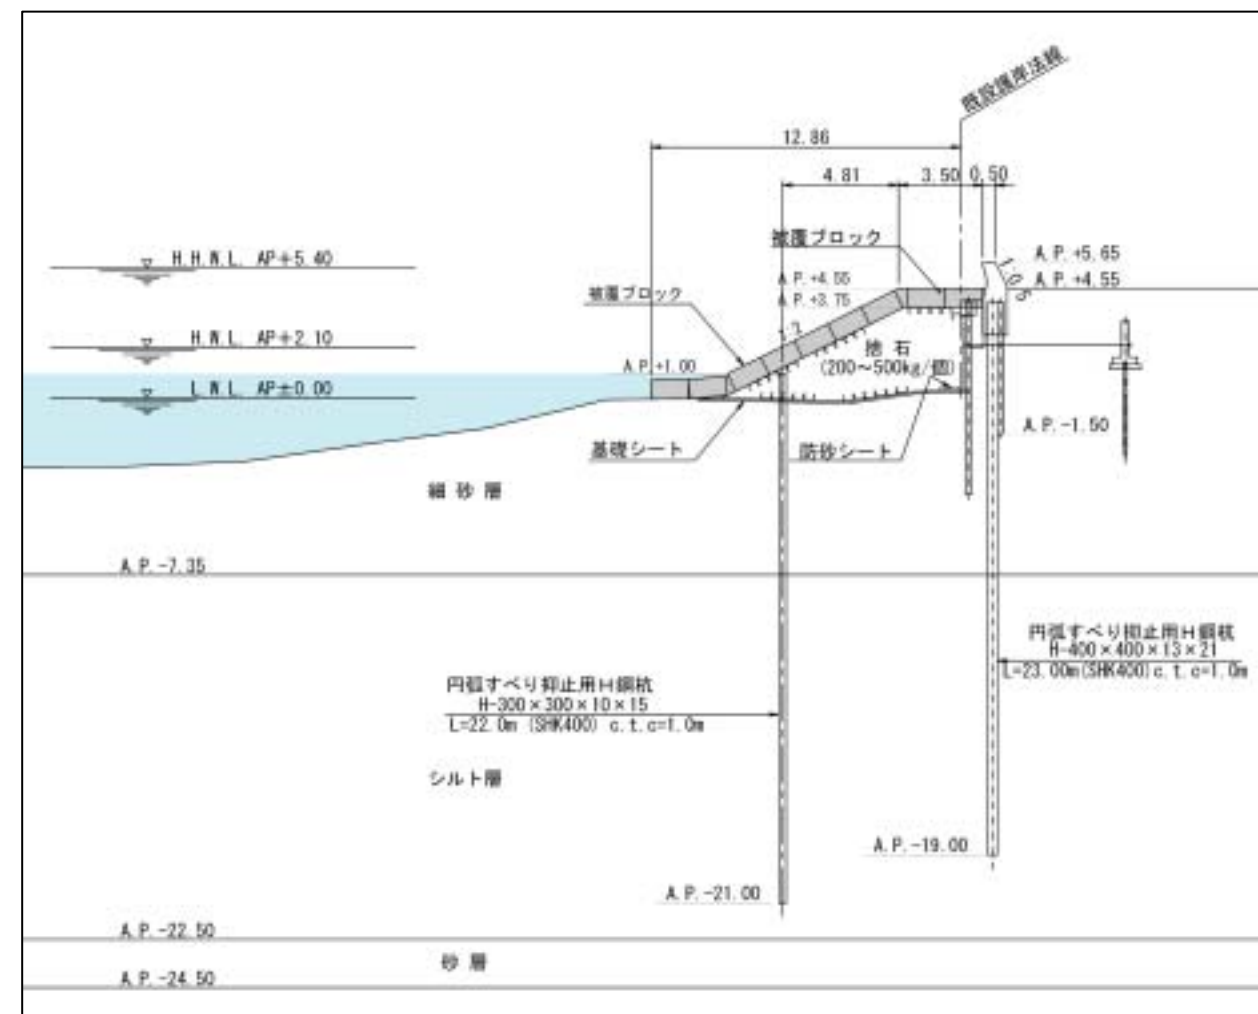 既設護岸法線
12.86
4.81
3.50
0.50
被覆ブロック
H.H.W.L. AP+5.40
A.P.+5.65
1:0.5
A.P.+4.55
A.P.+4.55
被覆ブロック
A.P.+3.75
H.W.L. AP+2.10
捨 石
A.P.+1.00
(200～500kg/個)
L.W.L. AP±0.00
A.P.-1.50
基礎シート
防砂シート
細 砂 層
A.P.-7.35
円弧すべり抑止用H鋼杭
H-400×400×13×21
L=23.00m(SHK400)c.t.c=1.0m
円弧すべり抑止用H鋼杭
H-300×300×10×15
L=22.0m (SHK400) c.t.c=1.0m
シルト層
A.P.-19.00
A.P.-21.00
A.P.-22.50
砂 層
A.P.-24.50